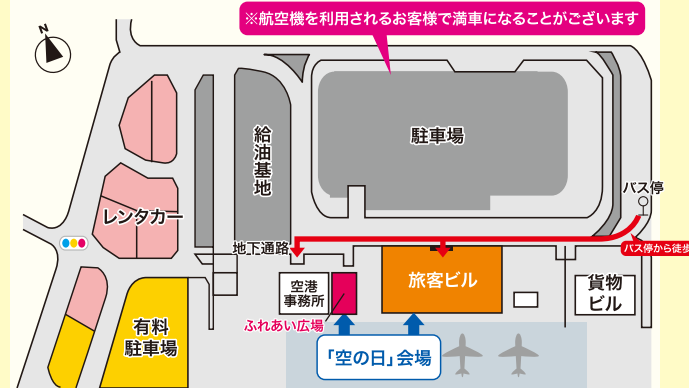 ※航空機を利用されるお客様で満車になることがございます
N
駐車場
給油基地
バス停
レンタカー
地下通路
バス停から徒歩
空港
事務所
旅客ビル
貨物
ビル
ふれあい広場
有料
駐車場
「空の日」会場